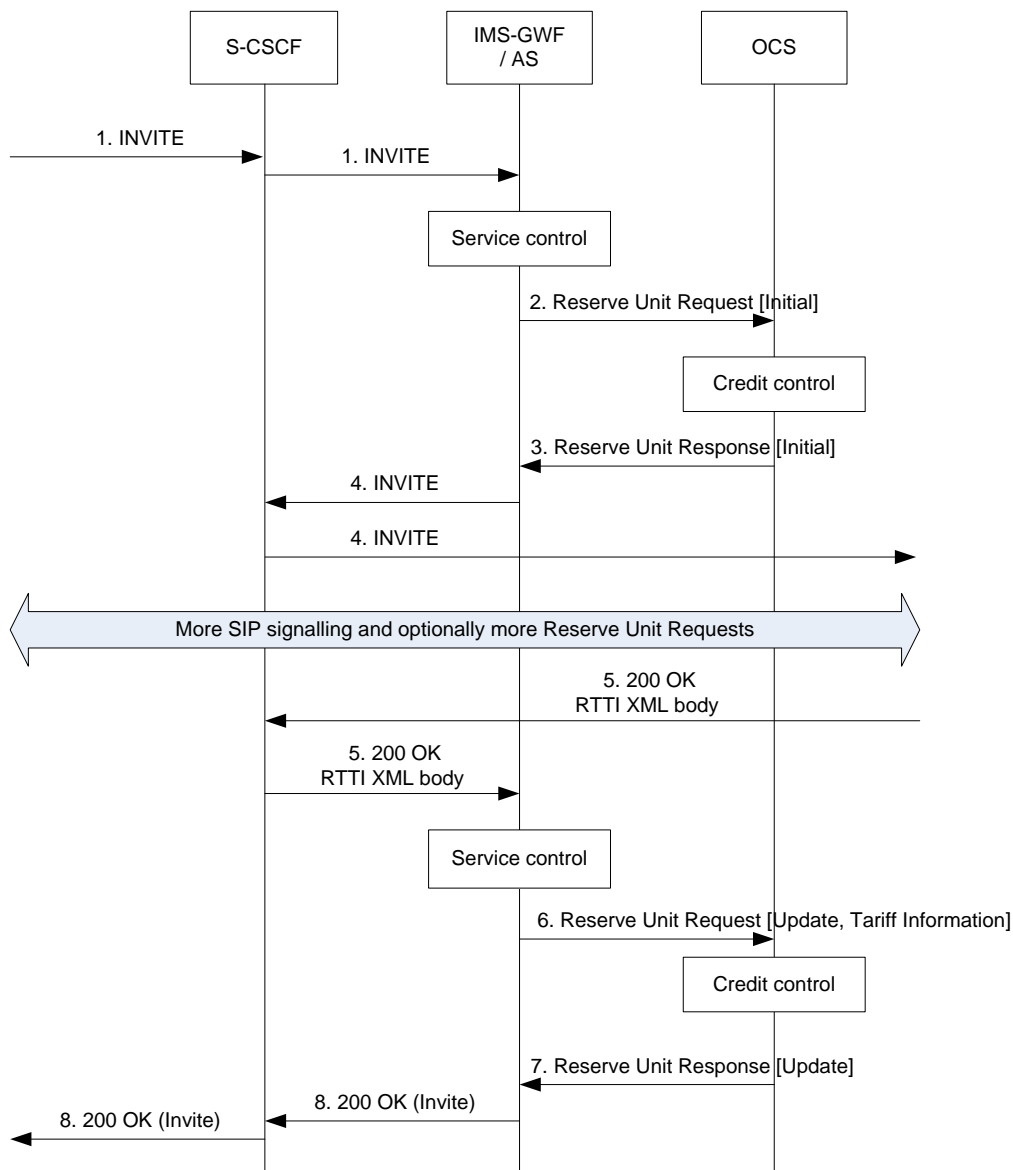 S-CSCF
IMS-GWF
/ AS
OCS
1. INVITE
1. INVITE
Service control
2. Reserve Unit Request [Initial]
Credit control
3. Reserve Unit Response [Initial]
4. INVITE
4. INVITE
More SIP signalling and optionally more Reserve Unit Requests
5. 200 OK
RTTI XML body
5. 200 OK
RTTI XML body
Service control
6. Reserve Unit Request [Update, Tariff Information]
Credit control
7. Reserve Unit Response [Update]
8. 200 OK (Invite)
8. 200 OK (Invite)